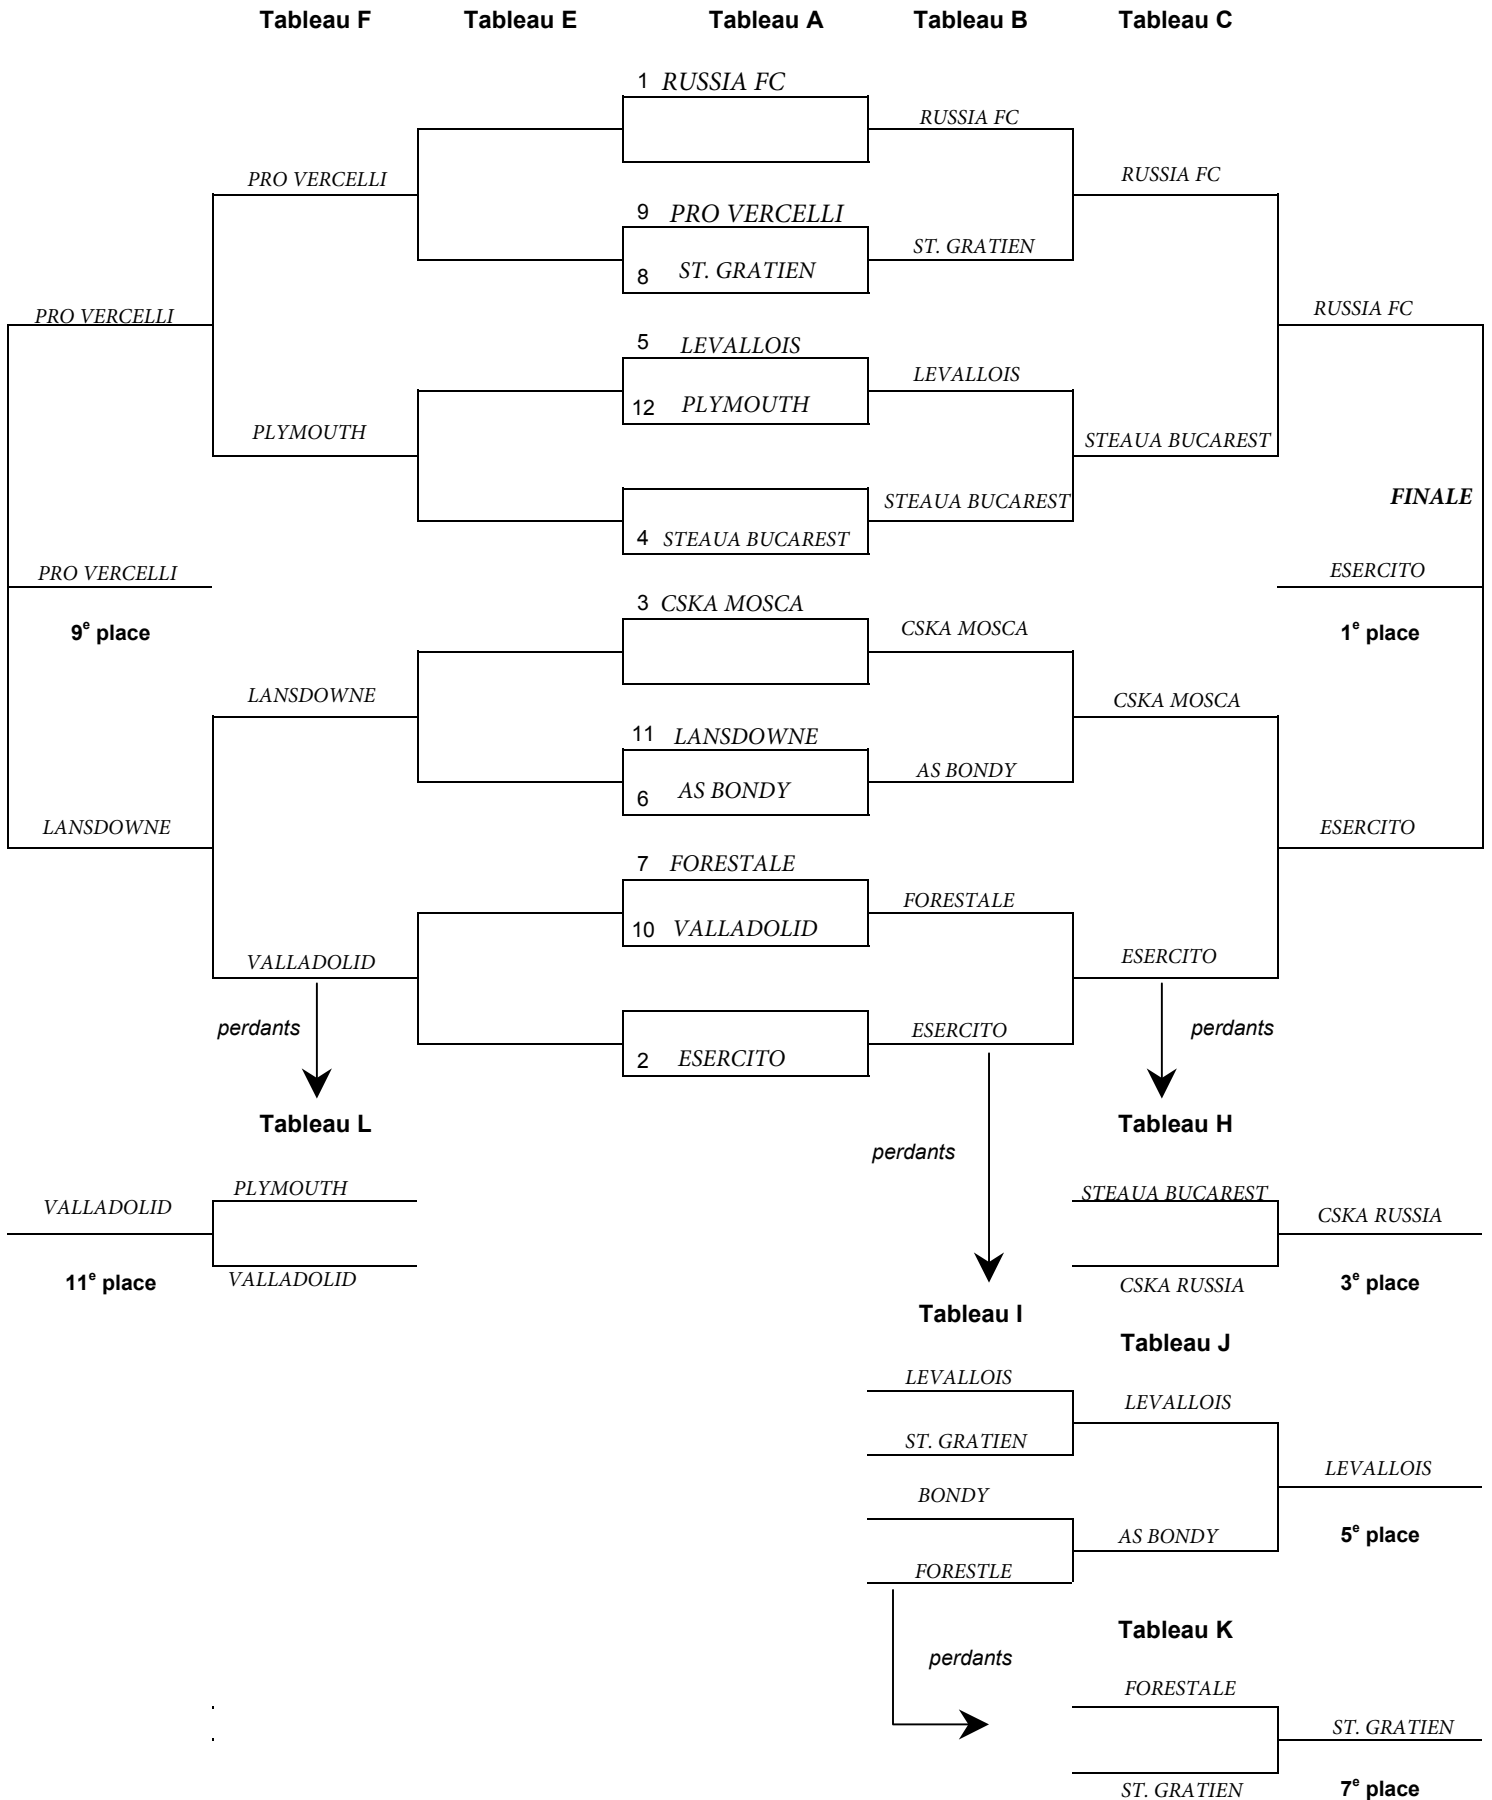 Tableau F Tableau E Tableau A Tableau B Tableau C
1 RUSSIA FC
RUSSIA FC
PRO VERCELLI
RUSSIA FC
9 PRO VERCELLI
ST. GRATIEN
8 ST. GRATIEN
PRO VERCELLI
RUSSIA FC
5 LEVALLOIS
LEVALLOIS
12 PLYMOUTH
PLYMOUTH
STEAUA BUCAREST
STEAUA BUCAREST
FINALE
4 STEAUA BUCAREST
PRO VERCELLI
ESERCITO
9e place
1e place
3 CSKA MOSCA
CSKA MOSCA
LANSDOWNE
CSKA MOSCA
11 LANSDOWNE
AS BONDY
6 AS BONDY
LANSDOWNE
ESERCITO
7 FORESTALE
FORESTALE
10 VALLADOLID
VALLADOLID
ESERCITO
perdants
ESERCITO
perdants
2 ESERCITO
Tableau L
Tableau H
perdants
PLYMOUTH
STEAUA BUCAREST
VALLADOLID
CSKA RUSSIA
11e place
VALLADOLID
CSKA RUSSIA
3e place
Tableau I
Tableau J
LEVALLOIS
LEVALLOIS
ST. GRATIEN
LEVALLOIS
BONDY
AS BONDY
5e place
FORESTLE
Tableau K
perdants
FORESTALE
ST. GRATIEN
ST. GRATIEN
7e place